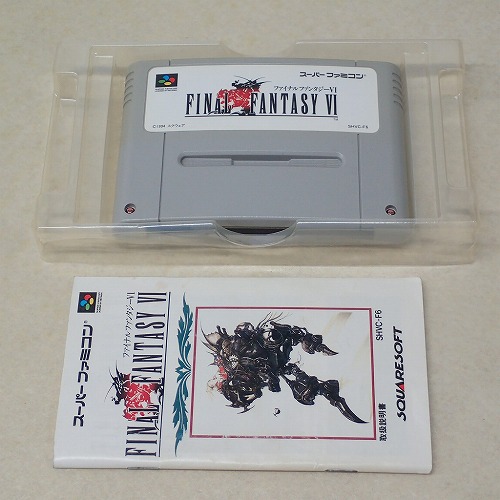 スーパーファミコン
ファイナルファンタジーVI
FINAL FANTASY VI
SHVC-F6
スーパーファミコン
ファイナルファンタジーVI
FINAL FANTASY VI
SHVC-F6
取扱説明書
SQUARESOFT